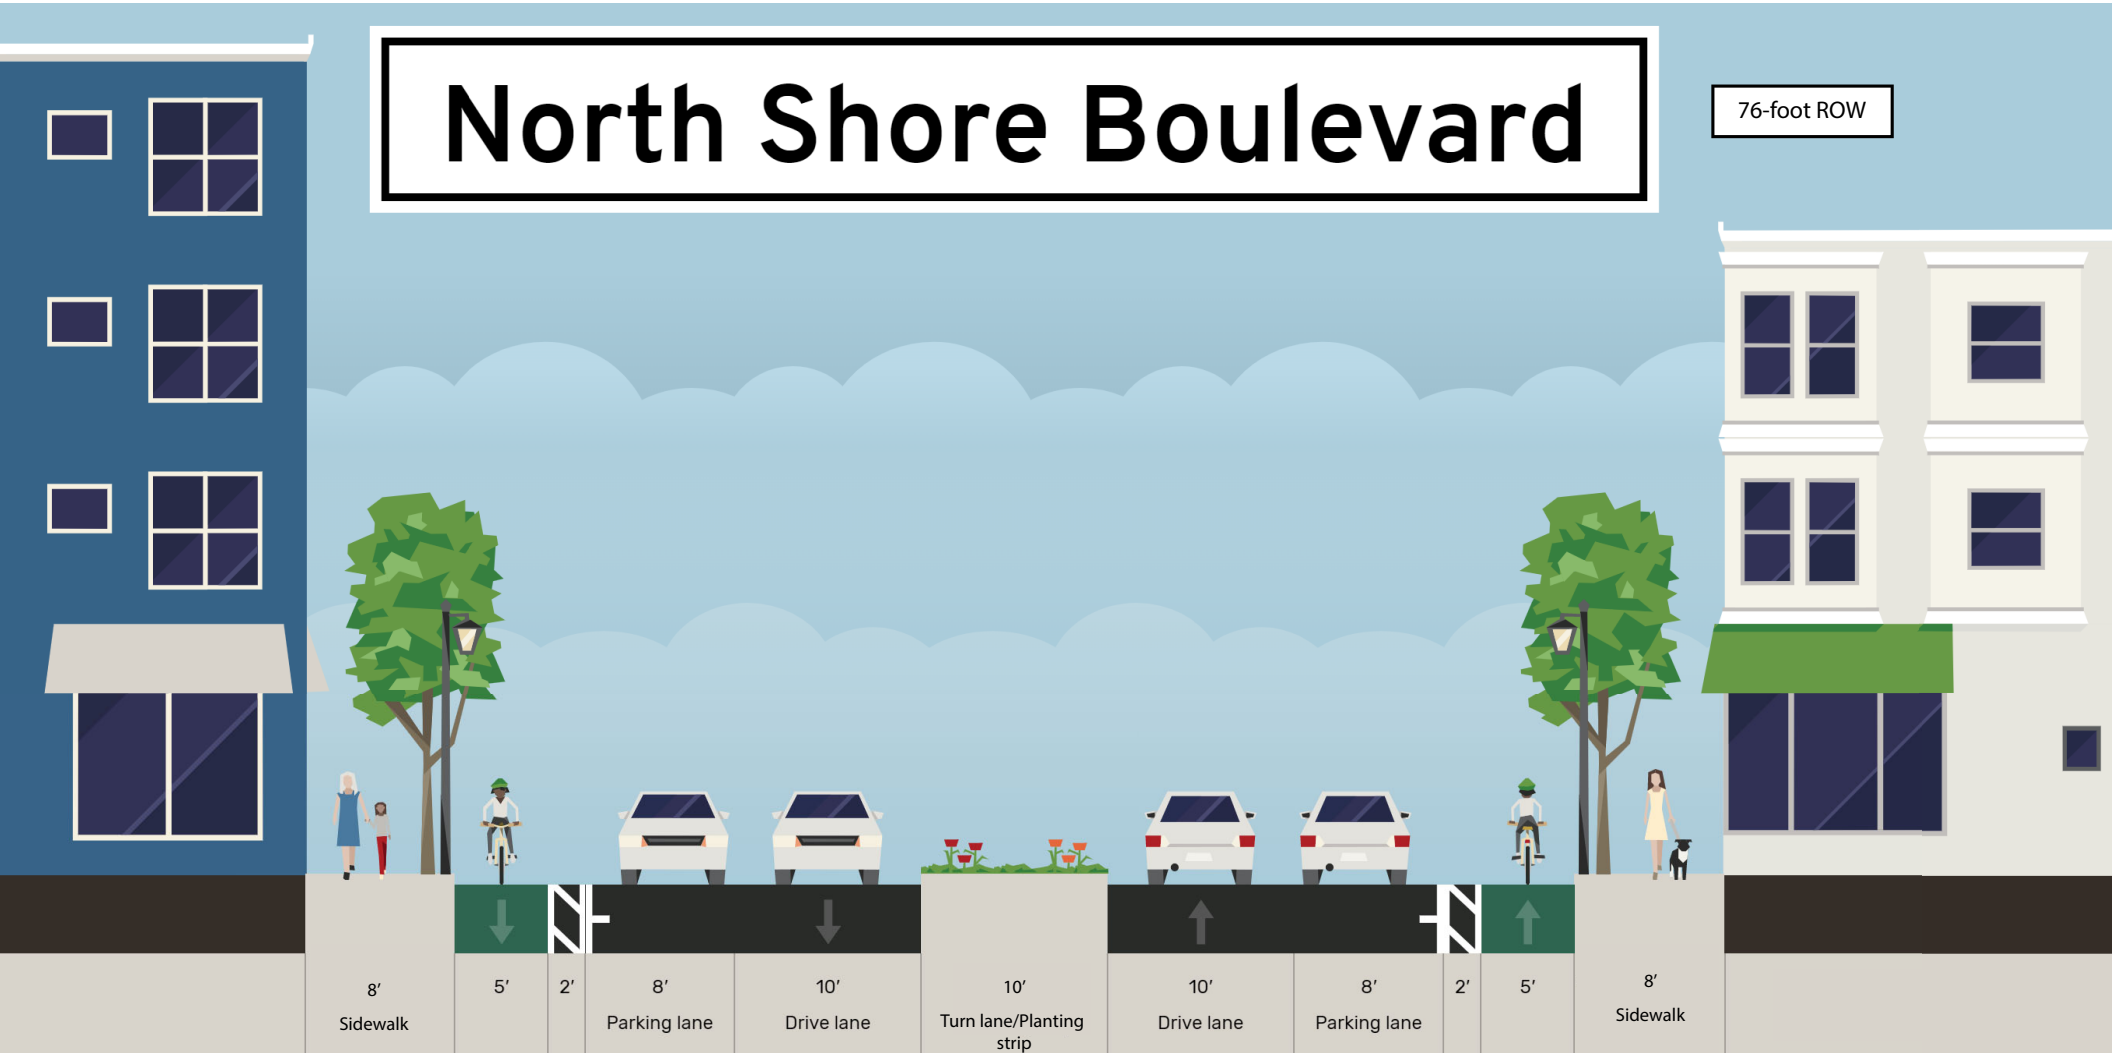 North Shore Boulevard
76-foot ROW
8’
Sidewalk
5’
2’
8’
Parking lane
10’
Drive lane
10’
Turn lane/Planting
strip
10’
Drive lane
8’
Parking lane
2’
5’
8’
Sidewalk